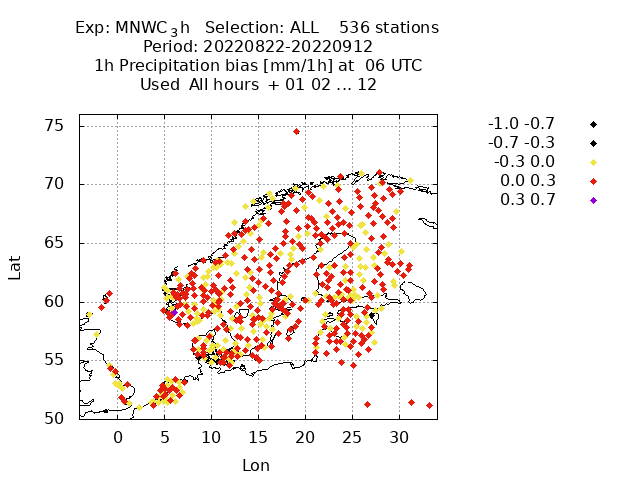 Exp: MNWC_3h Selection: ALL 536 stations
Period: 20220822-20220912
1h Precipitation bias [mm/1h] at 06 UTC
Used All hours + 01 02 ... 12
75
70
65
60
55
50
0 5 10 15 20 25 30
Lat
Lon
-1.0 -0.7
-0.7 -0.3
-0.3 0.0
0.0 0.3
0.3 0.7